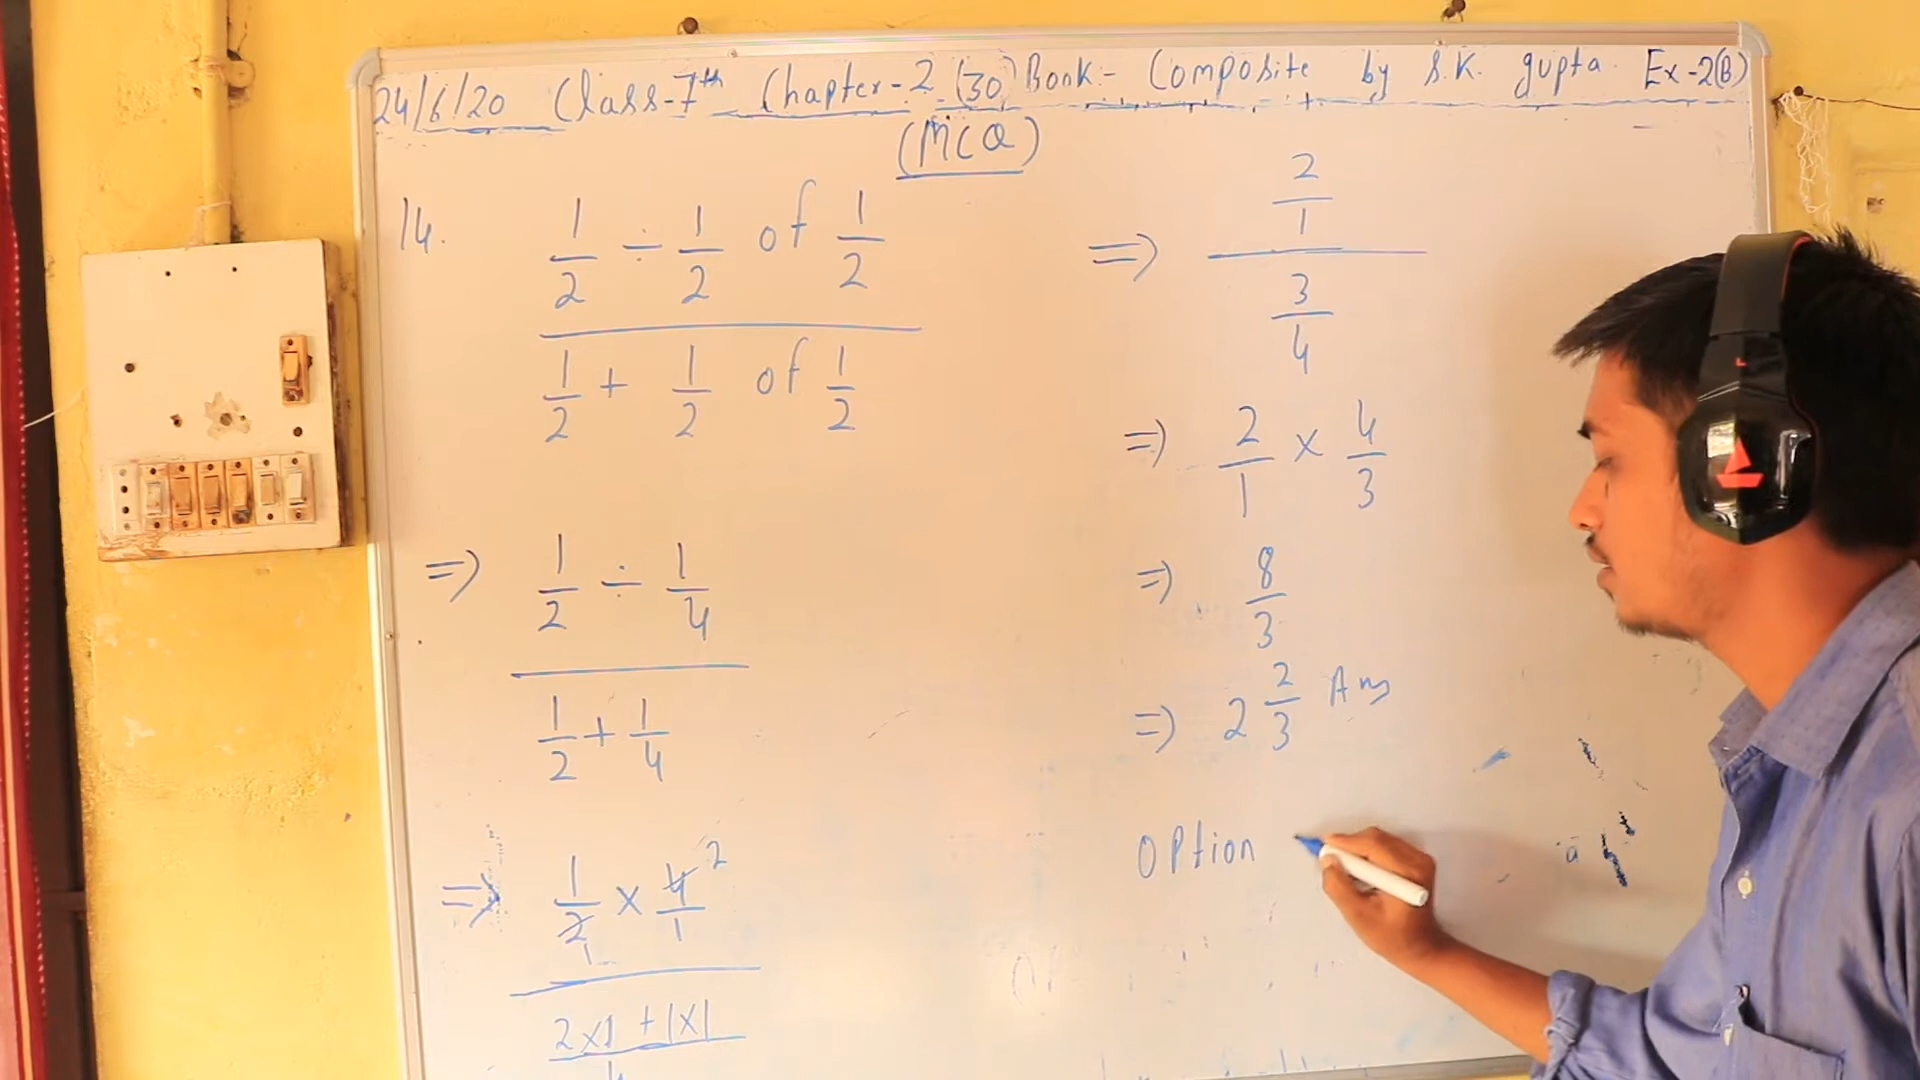 24/6/20 Class-7th Chapter-2 (30) Book:- Composite by S.K. gupta. Ex-2(B)
(MCQ)
14.
1/2 ÷ 1/2 of 1/2
1/2 + 1/2 of 1/2
=> 1/2 ÷ 1/4
1/2 + 1/4
=> 1/2 x 4/1 2
1
2x1 + 1x1
=> 2/1
3/4
=> 2/1 x 4/3
=> 8/3
=> 2 2/3 Ans
Option